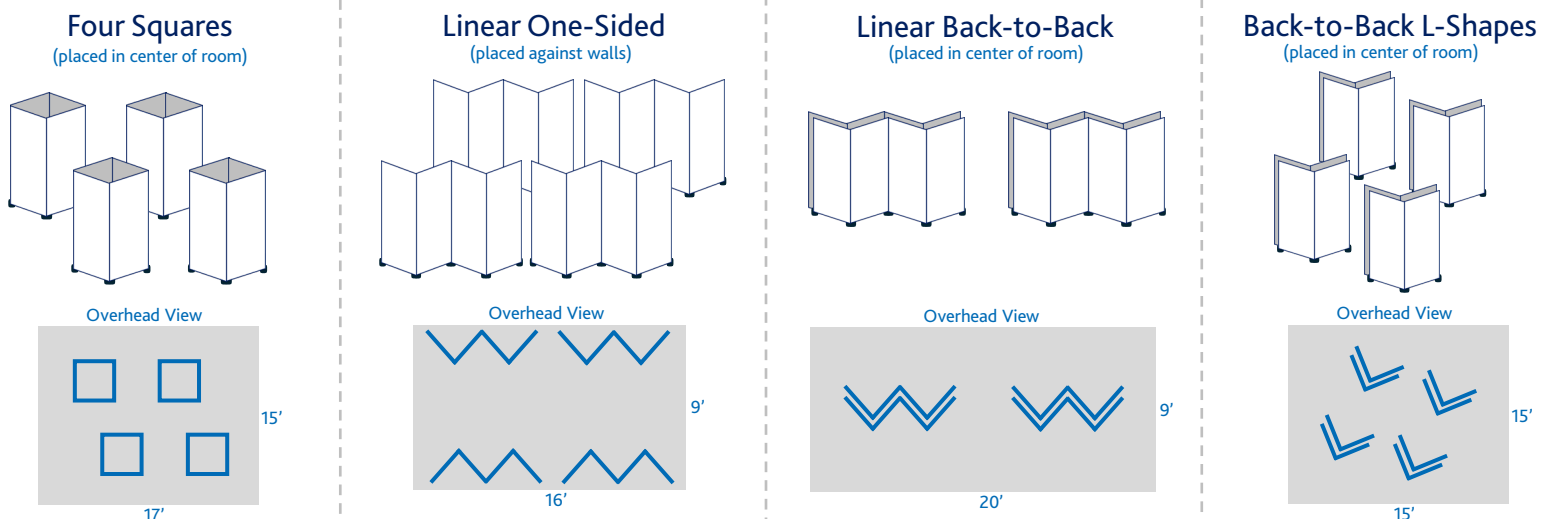 Four Squares
(placed in center of room)
Overhead View
15’
17’
Linear One-Sided
(placed against walls)
Overhead View
9’
16’
Linear Back-to-Back
(placed in center of room)
Overhead View
9’
20’
Back-to-Back L-Shapes
(placed in center of room)
Overhead View
15’
15’